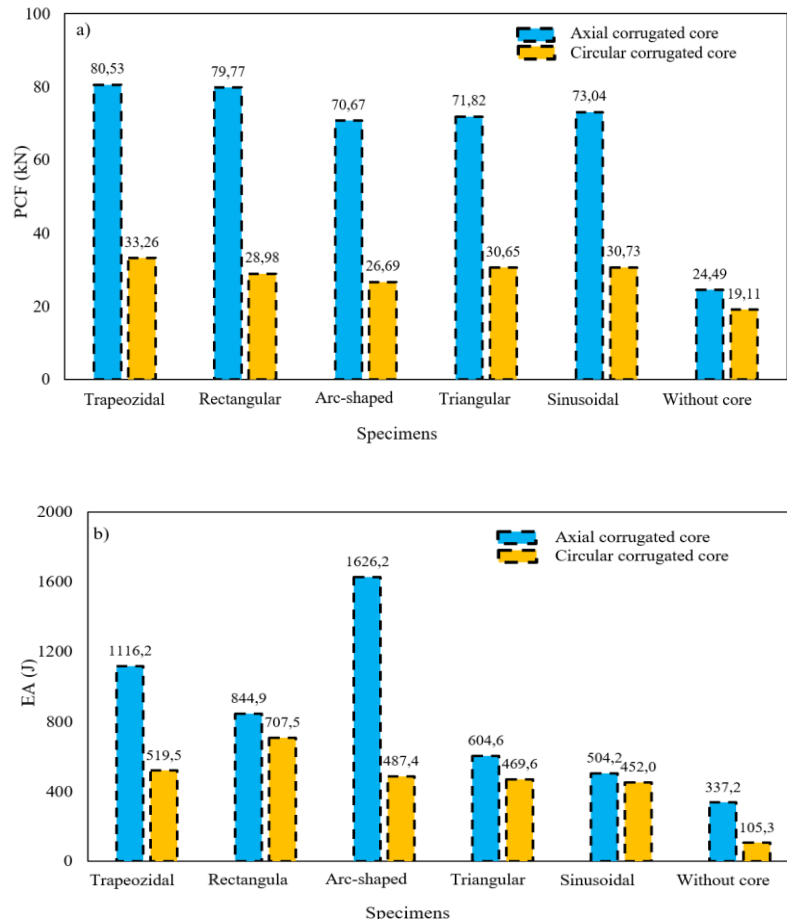 a)
Axial corrugated core
Circular corrugated core
PCF (kN)
100
80
60
40
20
0
80,53
33,26
79,77
28,98
70,67
26,69
71,82
30,65
73,04
30,73
24,49
19,11
Trapeozidal
Rectangular
Arc-shaped
Triangular
Sinusoidal
Without core
Specimens
b)
Axial corrugated core
Circular corrugated core
EA (J)
2000
1600
1200
800
400
0
1116,2
519,5
844,9
707,5
1626,2
487,4
604,6
469,6
504,2
452,0
337,2
105,3
Trapeozidal
Rectangula
Arc-shaped
Triangular
Sinusoidal
Without core
Specimens